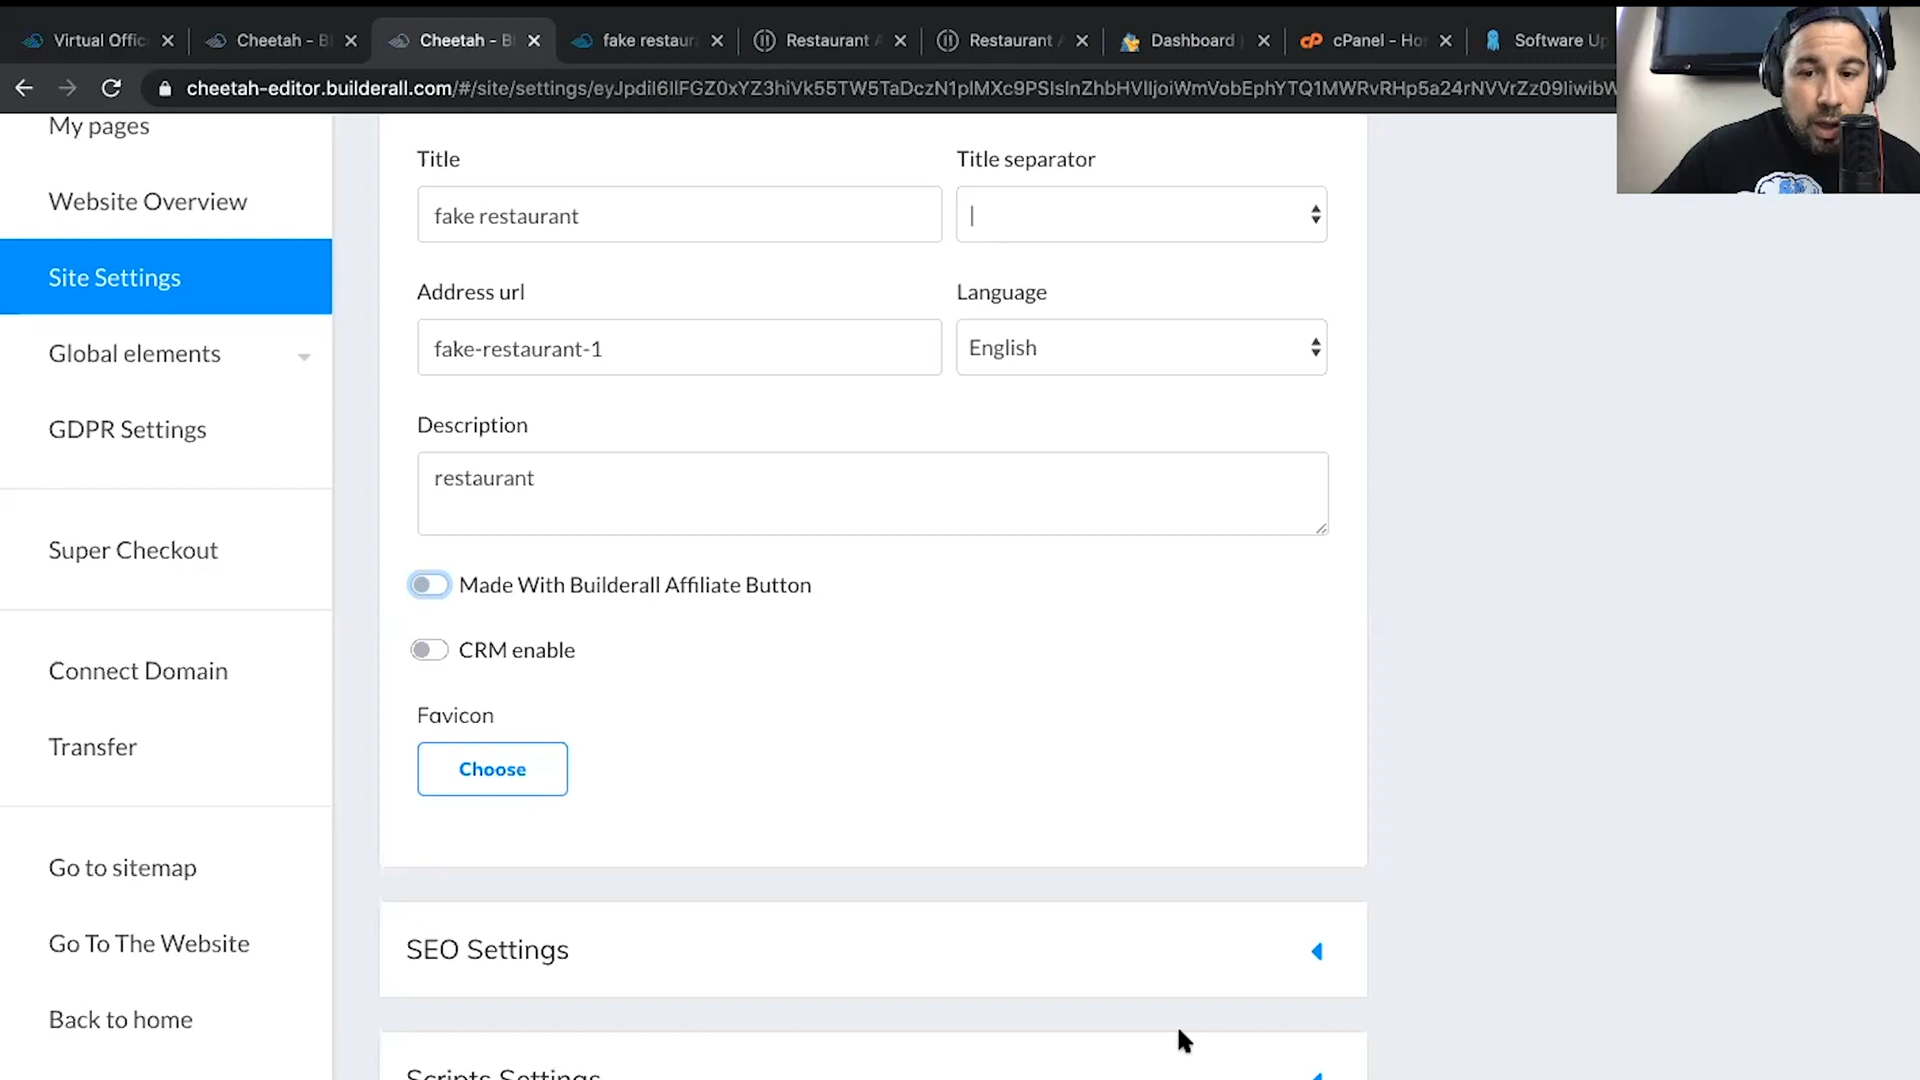 Virtual Offic
Cheetah - B
Cheetah - B
fake restaur
Restaurant
Restaurant
Dashboard
cPanel - Ho
Software Up
cheetah-editor.builderall.com/#/site/settings/
My pages
Website Overview
Site Settings
Global elements
GDPR Settings
Super Checkout
Connect Domain
Transfer
Go to sitemap
Go To The Website
Back to home
Title
Title separator
fake restaurant
|
Address url
Language
fake-restaurant-1
English
Description
restaurant
Made With Builderall Affiliate Button
CRM enable
Favicon
Choose
SEO Settings
Scripts Settings